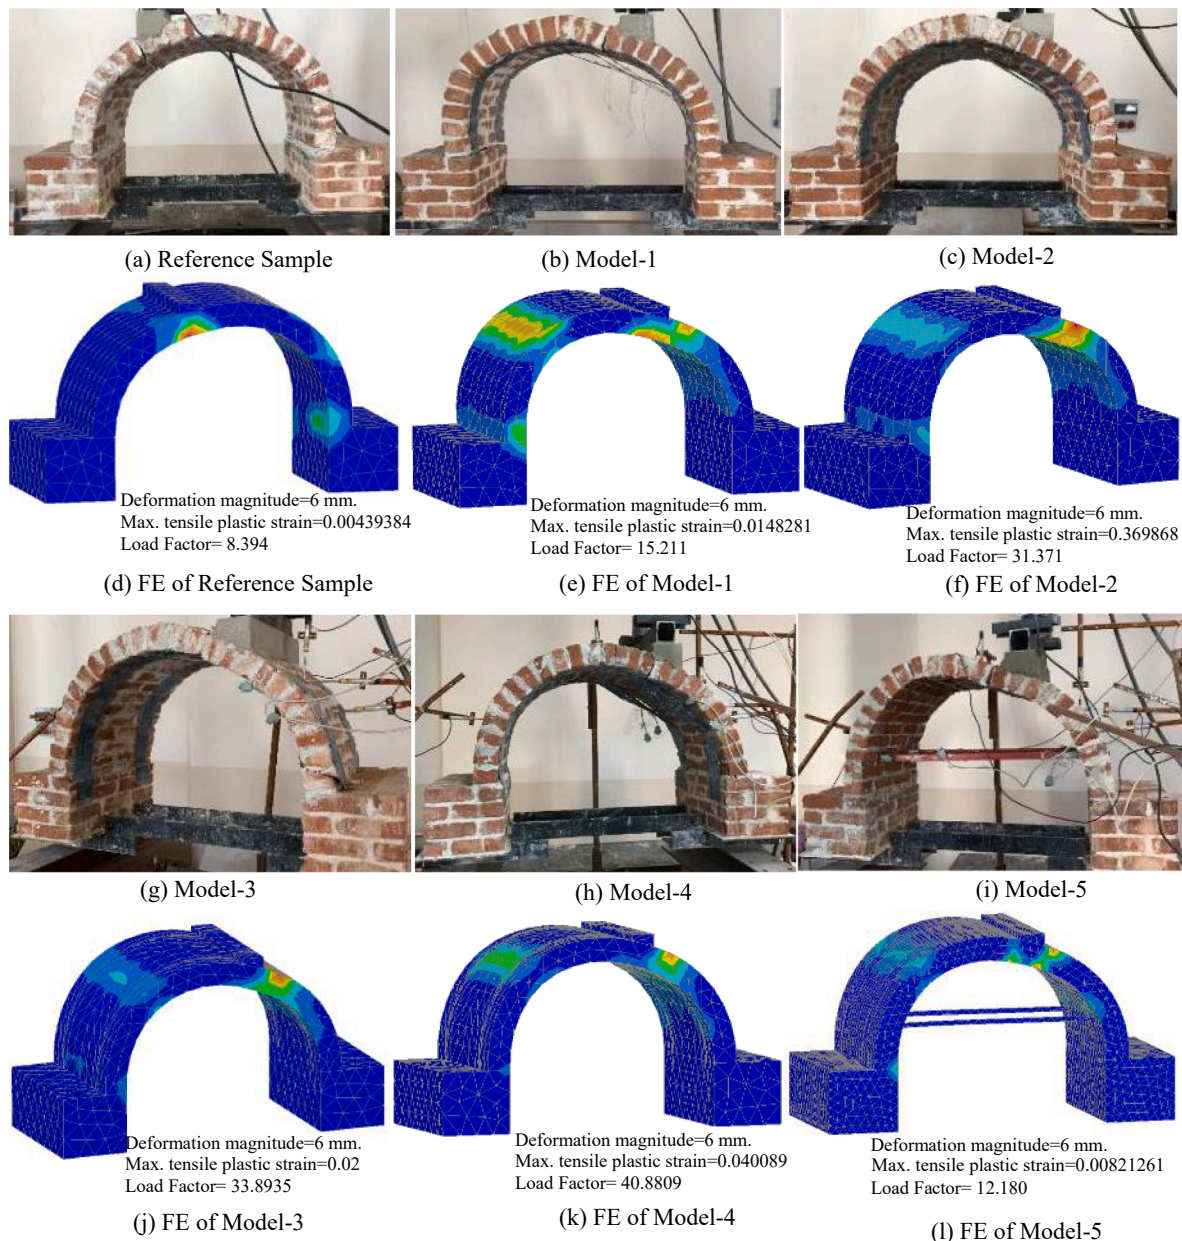 (a) Reference Sample
(b) Model-1
(c) Model-2
Deformation magnitude=6 mm.
Max. tensile plastic strain=0.00439384
Load Factor= 8.394
Deformation magnitude=6 mm.
Max. tensile plastic strain=0.0148281
Load Factor= 15.211
Deformation magnitude=6 mm.
Max. tensile plastic strain=0.369868
Load Factor= 31.371
(d) FE of Reference Sample
(e) FE of Model-1
(f) FE of Model-2
(g) Model-3
(h) Model-4
(i) Model-5
Deformation magnitude=6 mm.
Max. tensile plastic strain=0.02
Load Factor= 33.8935
Deformation magnitude=6 mm.
Max. tensile plastic strain=0.040089
Load Factor= 40.8809
Deformation magnitude=6 mm.
Max. tensile plastic strain=0.00821261
Load Factor= 12.180
(j) FE of Model-3
(k) FE of Model-4
(l) FE of Model-5